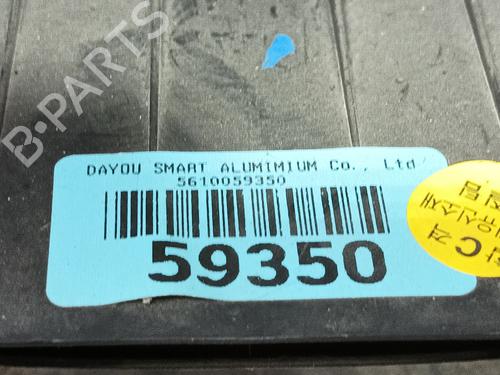 B-PARTS
DAYOU SMART ALUMIMIUM Co., Ltd
5610059350
59350
C